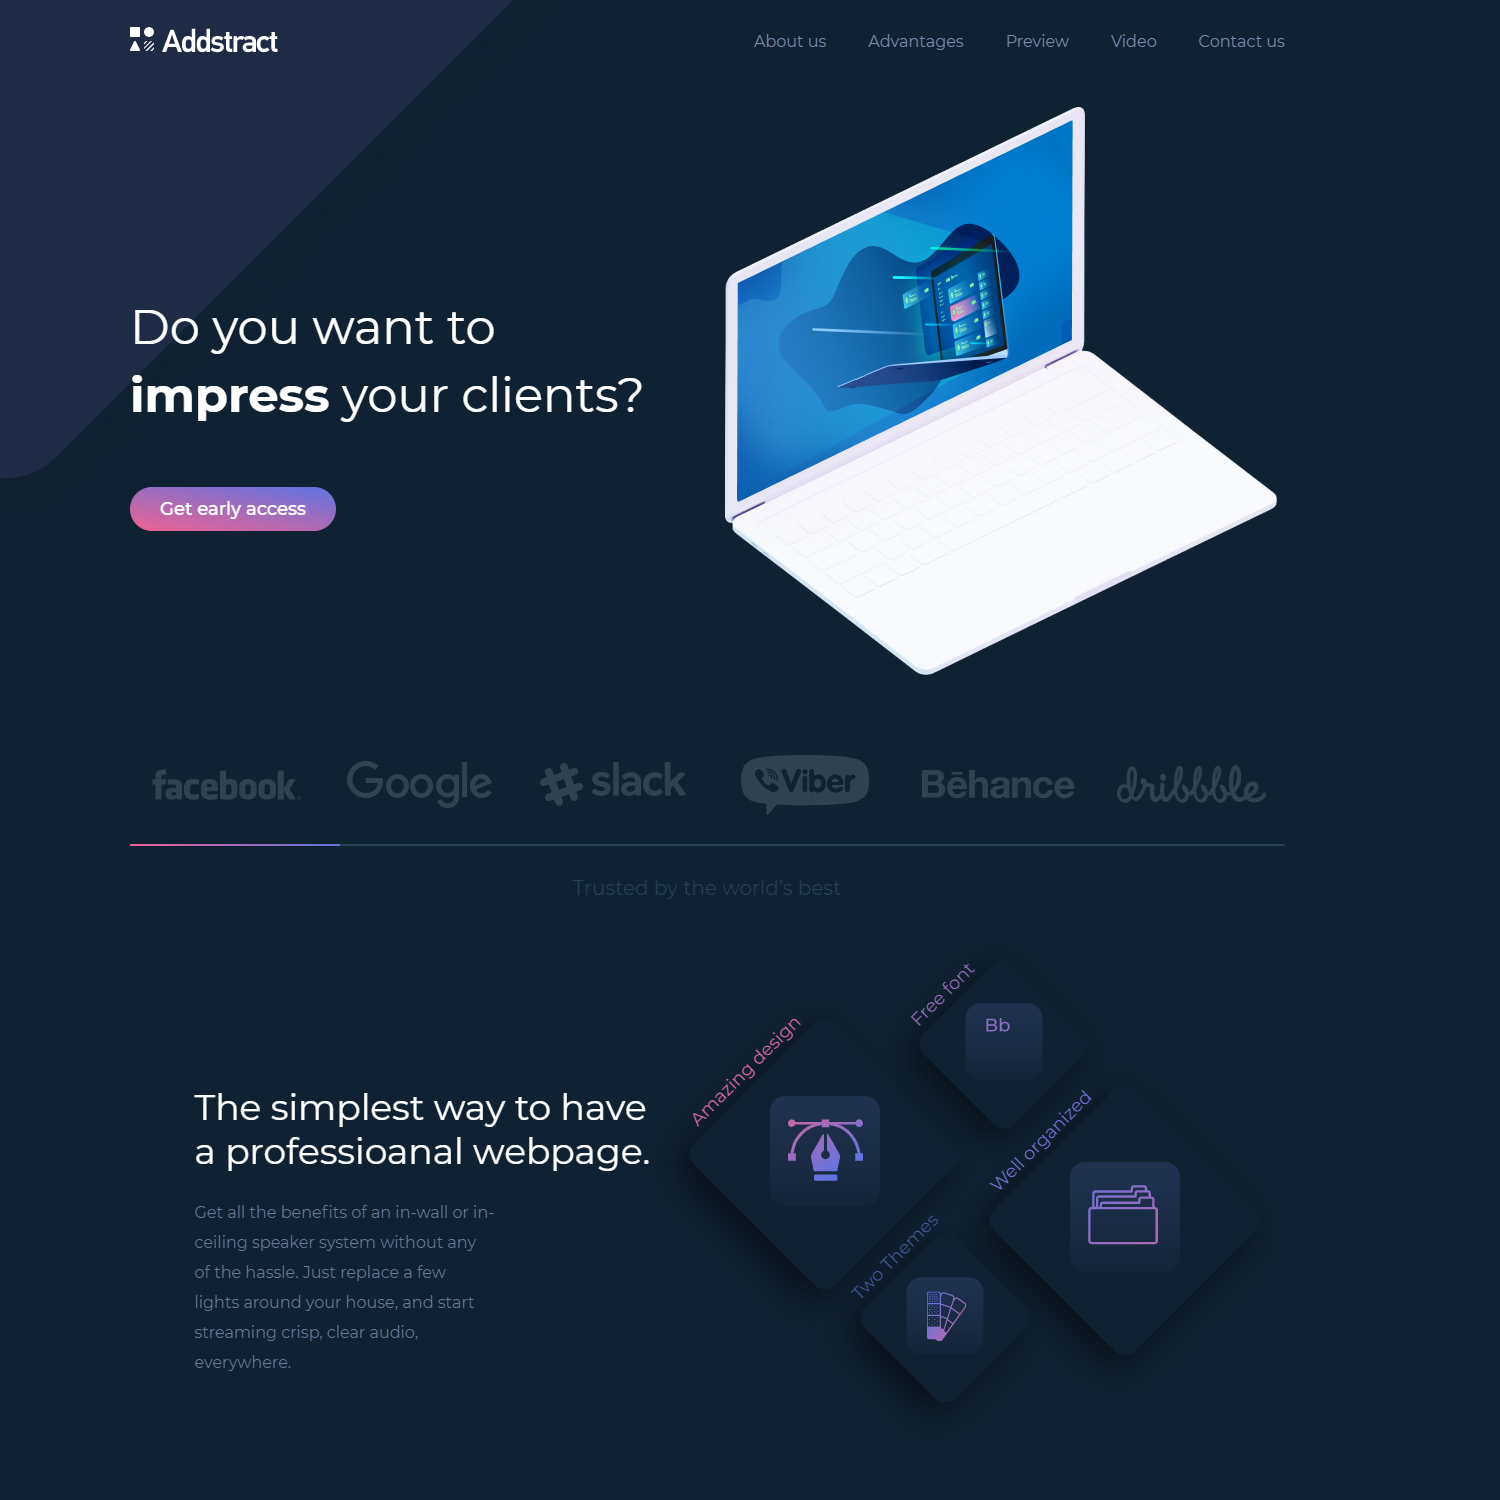 Addstract
About us
Advantages
Preview
Video
Contact us
Do you want to
impress your clients?
Get early access
facebook
Google
slack
Viber
Bēhance
dribbble
Trusted by the world's best
Free font
Bb
Amazing design
The simplest way to have
a professioanal webpage.
Well organized
Get all the benefits of an in-wall or in-
ceiling speaker system without any
of the hassle. Just replace a few
lights around your house, and start
streaming crisp, clear audio,
everywhere.
Two Themes